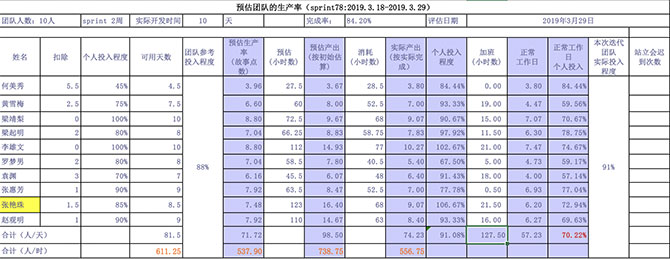 预估团队的生产率(sprint78:2019.3.18-2019.3.29)
团队人数:10人 sprint 2周 实际开发时间 10 天 完成率: 84.20% 评估日期 2019年3月29日
姓名 扣除 个人投入程度 可用天数 团队参考投入程度 预估生产率(故事点数) 预估(小时数) 预估产出(按初始估算) 消耗(小时数) 实际产出(按实际完成) 个人投入程度 加班(小时数) 正常工作日 正常工作日个人投入 本次迭代团队实际投入程度 站立会迟到次数
何美秀 5.5 45% 4.5 3.96 27.5 3.67 28.5 3.80 84.44% 0.00 3.80 84.44%
黄雪梅 2.5 75% 7.5 6.60 60 8.00 52.5 7.00 93.33% 19.00 4.47 59.56%
梁靖梨 0 100% 10 8.80 72.5 9.67 68 9.07 90.67% 15.00 7.07 70.67%
梁起明 2 80% 8 7.04 66.25 8.83 58.75 7.83 97.92% 11.50 6.30 78.75%
李雄文 0 100% 10 88% 8.80 112 14.93 77 10.27 102.67% 21.00 7.47 74.67% 91%
罗梦男 2 80% 8 7.04 58.5 7.80 40.5 5.40 67.50% 5.00 4.73 59.17%
袁渊 3 70% 7 6.16 45.5 6.07 48 6.40 91.43% 18.00 4.00 57.14%
张惠芳 1 90% 9 7.92 63.5 8.47 52.5 7.00 77.78% 0.50 6.93 77.04%
张艳珠 1.5 85% 8.5 7.48 123 16.40 68 9.07 106.67% 21.50 6.20 72.94%
赵观明 1 90% 9 7.92 110 14.67 63 8.40 93.33% 16.00 6.27 69.63%
合计(人/天) 81.5 71.72 98.50 74.23 91.08% 127.50 57.23 70.22%
合计(人/时) 611.25 537.90 738.75 556.75